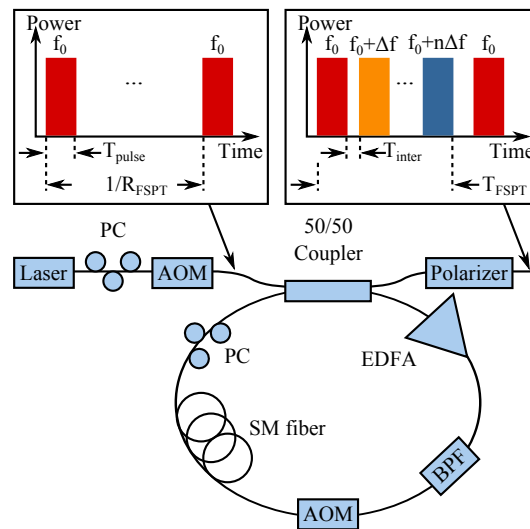 Power
f0
f0
...
Tpulse
Time
1/RFSPT
Power
f0
f0+Δf
f0+nΔf
f0
...
Tinter
Time
TFSPT
PC
50/50
Coupler
Laser
AOM
Polarizer
PC
EDFA
SM fiber
BPF
AOM